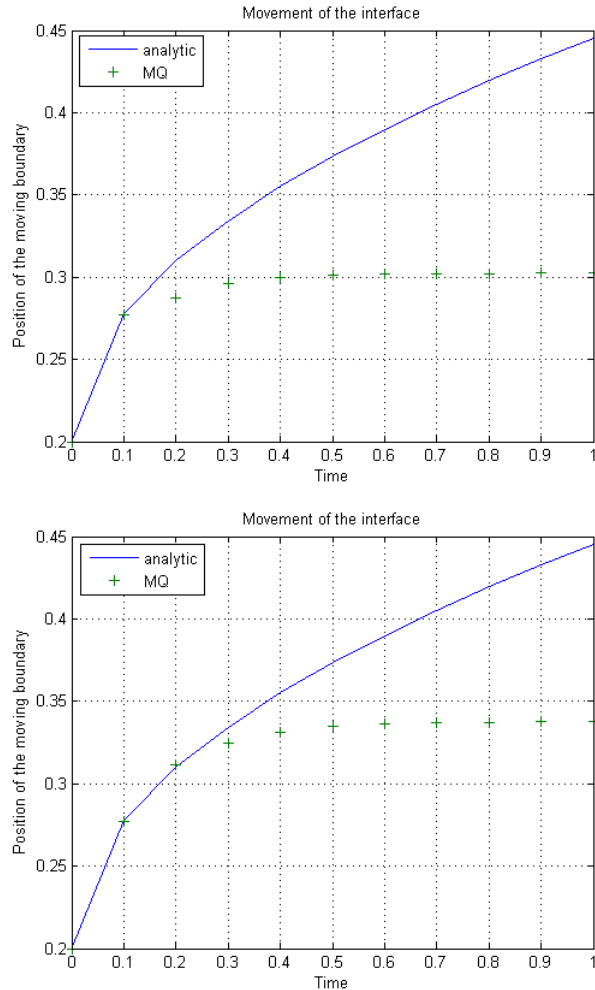 Movement of the interface
0.45
0.4
0.35
0.3
0.25
0.2
Position of the moving boundary
analytic
MQ
0 0.1 0.2 0.3 0.4 0.5 0.6 0.7 0.8 0.9 1
Time
Movement of the interface
0.45
0.4
0.35
0.3
0.25
0.2
Position of the moving boundary
analytic
MQ
0 0.1 0.2 0.3 0.4 0.5 0.6 0.7 0.8 0.9 1
Time